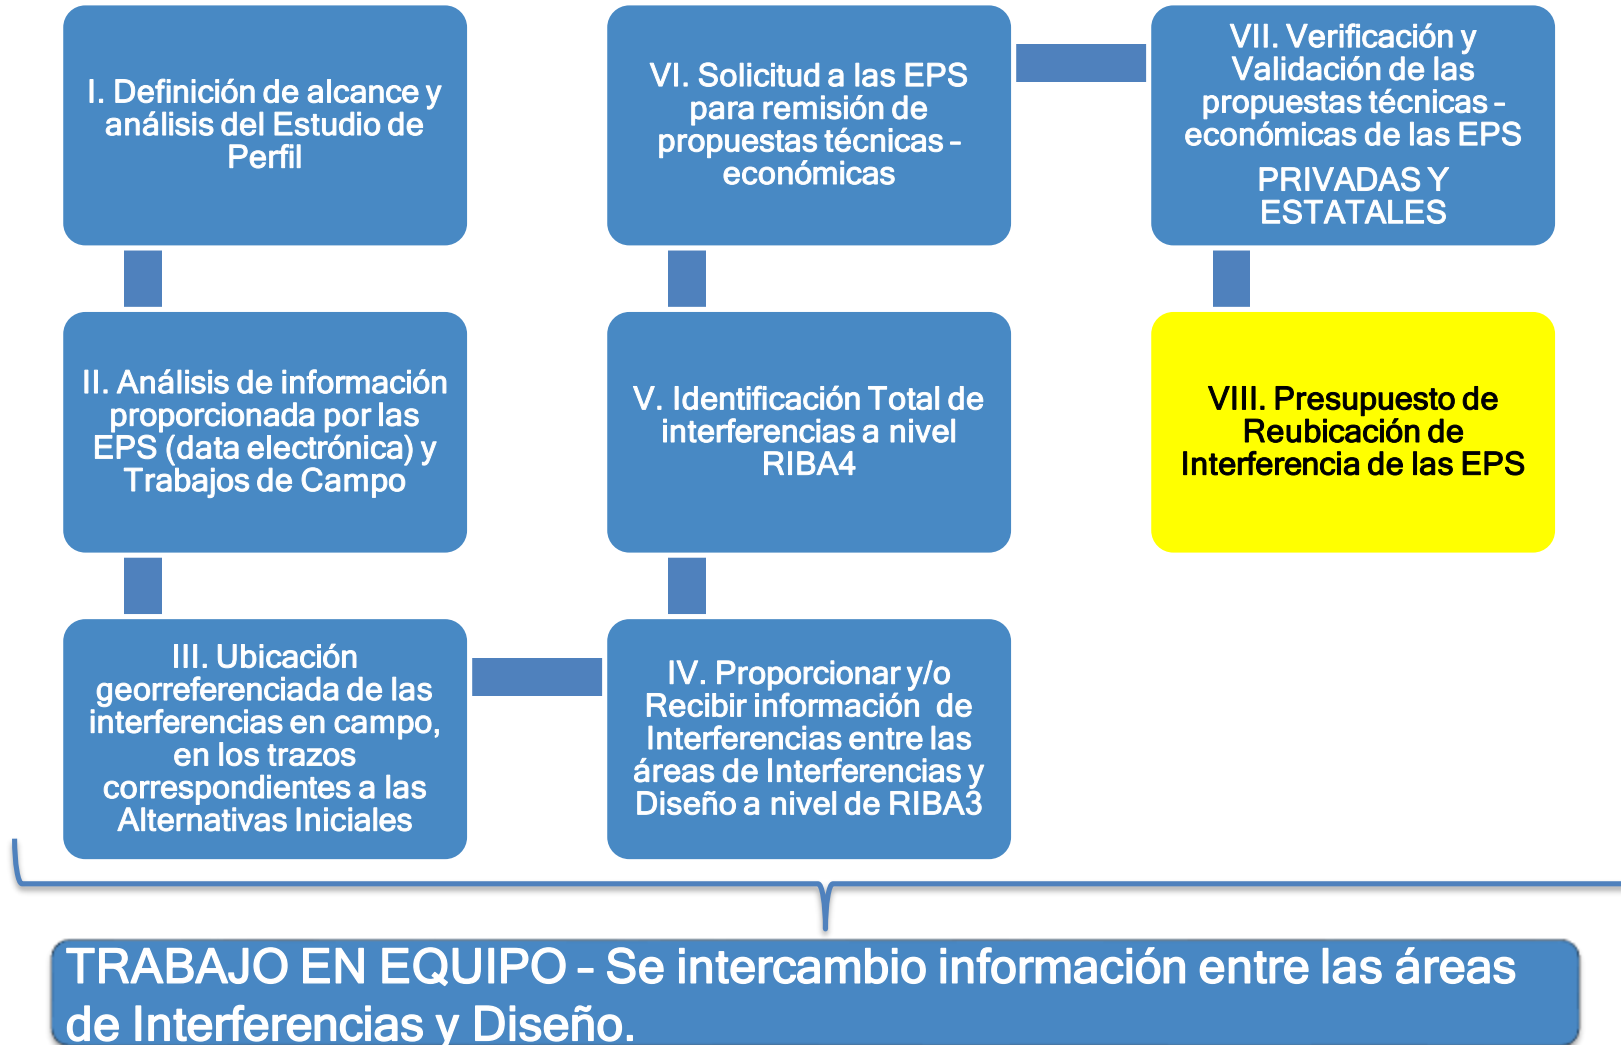 I. Definición de alcance y
análisis del Estudio de
Perfil
II. Análisis de información
proporcionada por las
EPS (data electrónica) y
Trabajos de Campo
III. Ubicación
georreferenciada de las
interferencias en campo,
en los trazos
correspondientes a las
Alternativas Iniciales
IV. Proporcionar y/o
Recibir información de
Interferencias entre las
áreas de Interferencias y
Diseño a nivel de RIBA3
V. Identificación Total de
interferencias a nivel
RIBA4
VI. Solicitud a las EPS
para remisión de
propuestas técnicas -
económicas
VII. Verificación y
Validación de las
propuestas técnicas -
económicas de las EPS
PRIVADAS Y
ESTATALES
VIII. Presupuesto de
Reubicación de
Interferencia de las EPS
TRABAJO EN EQUIPO - Se intercambio información entre las áreas
de Interferencias y Diseño.